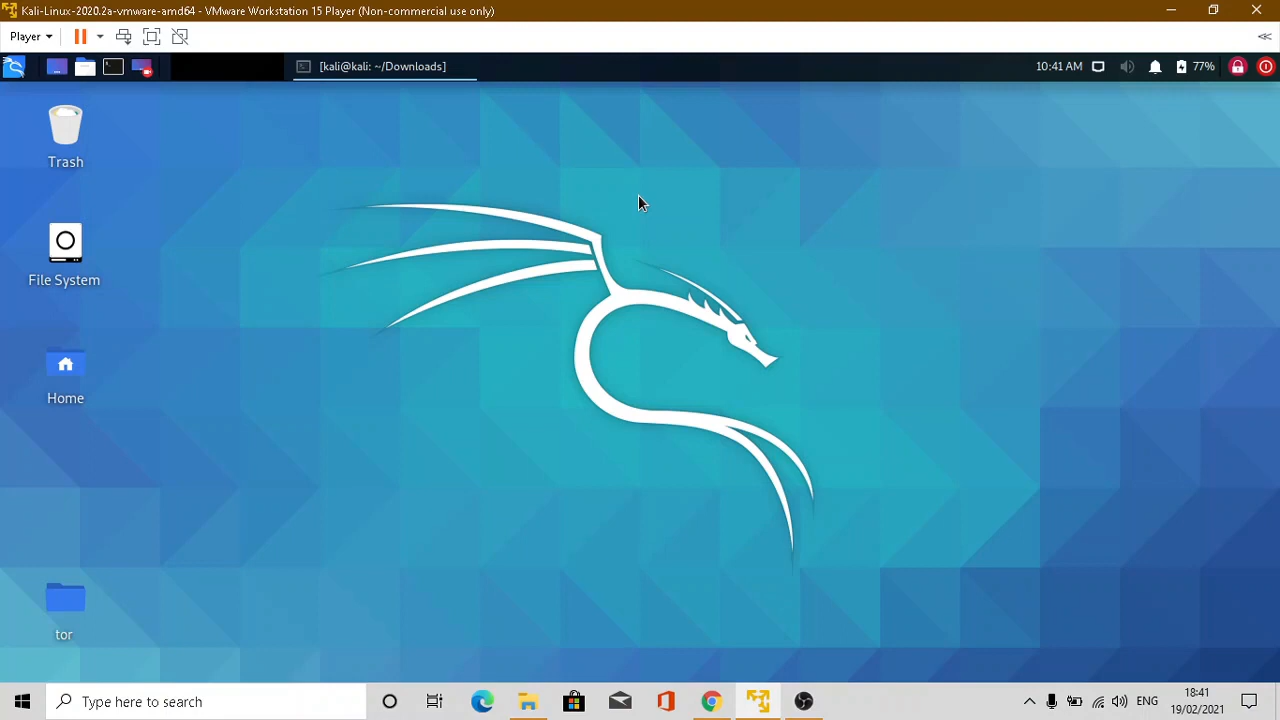 Kali-Linux-2020.2a-vmware-amd64 - VMware Workstation 15 Player (Non-commercial use only)
Player
[kali@kali: ~/Downloads]
10:41 AM
77%
Trash
File System
Home
tor
Type here to search
ENG
18:41
19/02/2021